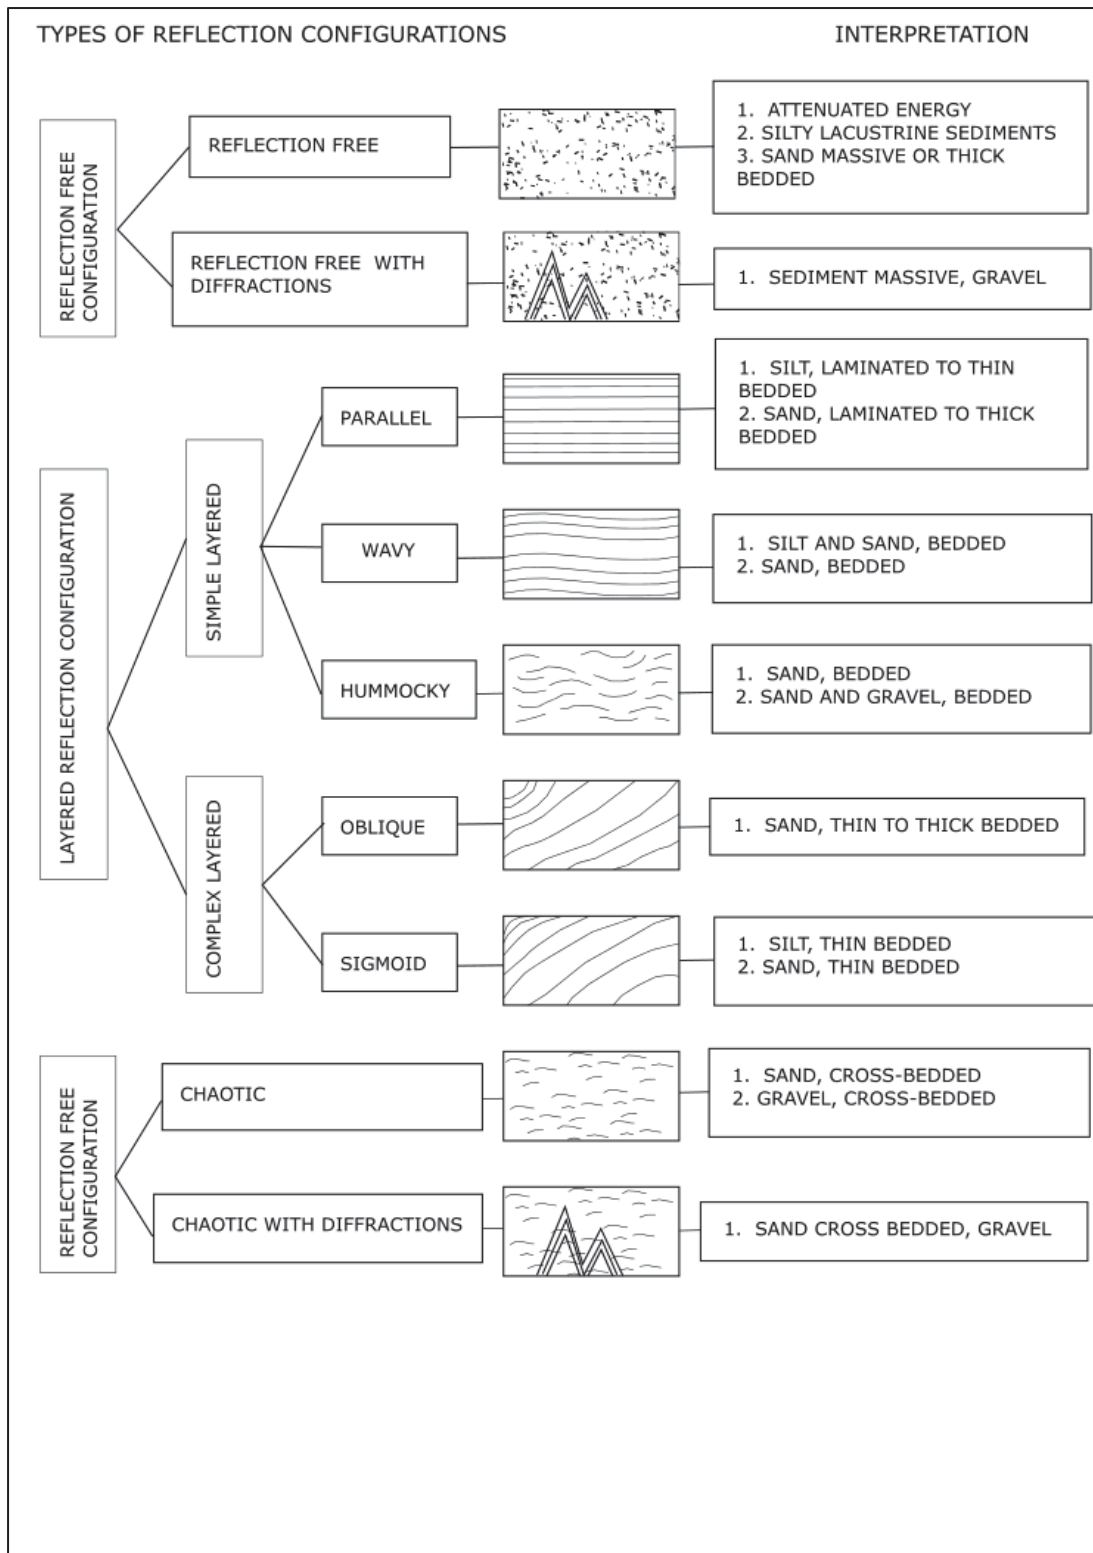 TYPES OF REFLECTION CONFIGURATIONS
INTERPRETATION
REFLECTION FREE
CONFIGURATION
REFLECTION FREE
1. ATTENUATED ENERGY
2. SILTY LACUSTRINE SEDIMENTS
3. SAND MASSIVE OR THICK
BEDDED
REFLECTION FREE WITH
DIFFRACTIONS
1. SEDIMENT MASSIVE, GRAVEL
LAYERED REFLECTION CONFIGURATION
SIMPLE LAYERED
PARALLEL
1. SILT, LAMINATED TO THIN
BEDDED
2. SAND, LAMINATED TO THICK
BEDDED
WAVY
1. SILT AND SAND, BEDDED
2. SAND, BEDDED
HUMMOCKY
1. SAND, BEDDED
2. SAND AND GRAVEL, BEDDED
COMPLEX LAYERED
OBLIQUE
1. SAND, THIN TO THICK BEDDED
SIGMOID
1. SILT, THIN BEDDED
2. SAND, THIN BEDDED
REFLECTION FREE
CONFIGURATION
CHAOTIC
1. SAND, CROSS-BEDDED
2. GRAVEL, CROSS-BEDDED
CHAOTIC WITH DIFFRACTIONS
1. SAND CROSS BEDDED, GRAVEL